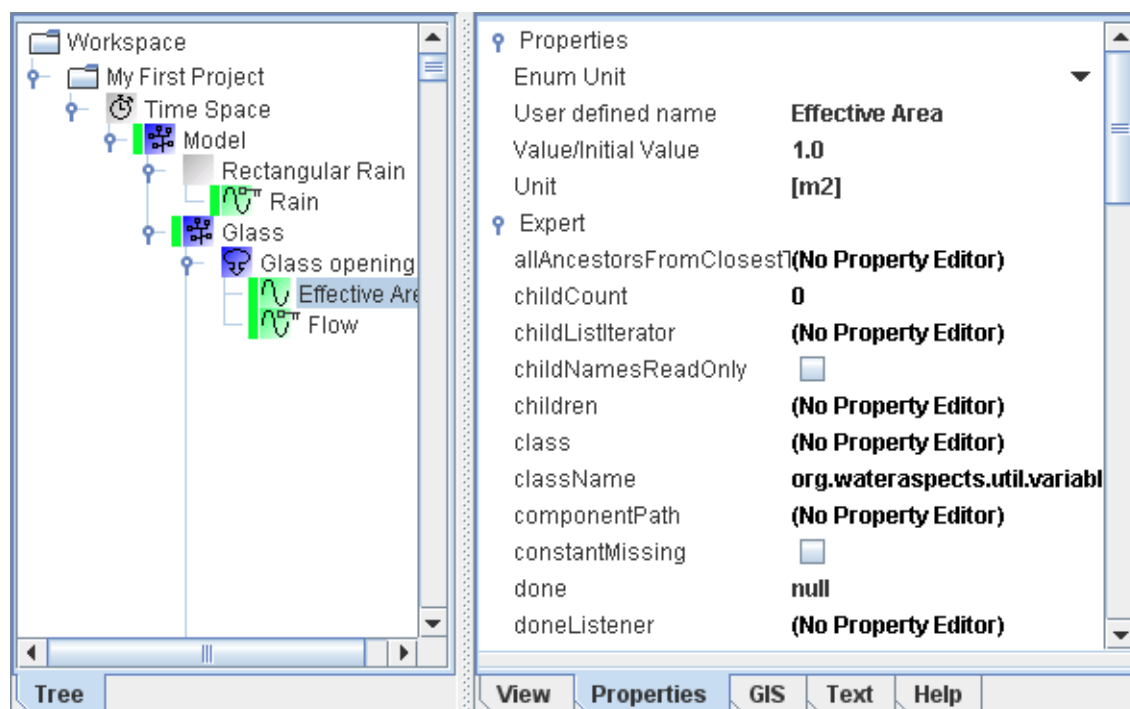 Workspace
My First Project
Time Space
Model
Rectangular Rain
Rain
Glass
Glass opening
Effective Are
Flow
Tree
Properties
Enum Unit
User defined name Effective Area
Value/Initial Value 1.0
Unit [m2]
Expert
allAncestorsFromClosestT(No Property Editor)
childCount 0
childListIterator (No Property Editor)
childNamesReadOnly
children (No Property Editor)
class (No Property Editor)
className org.wateraspects.util.variabl
componentPath (No Property Editor)
constantMissing
done null
doneListener (No Property Editor)
View Properties GIS Text Help